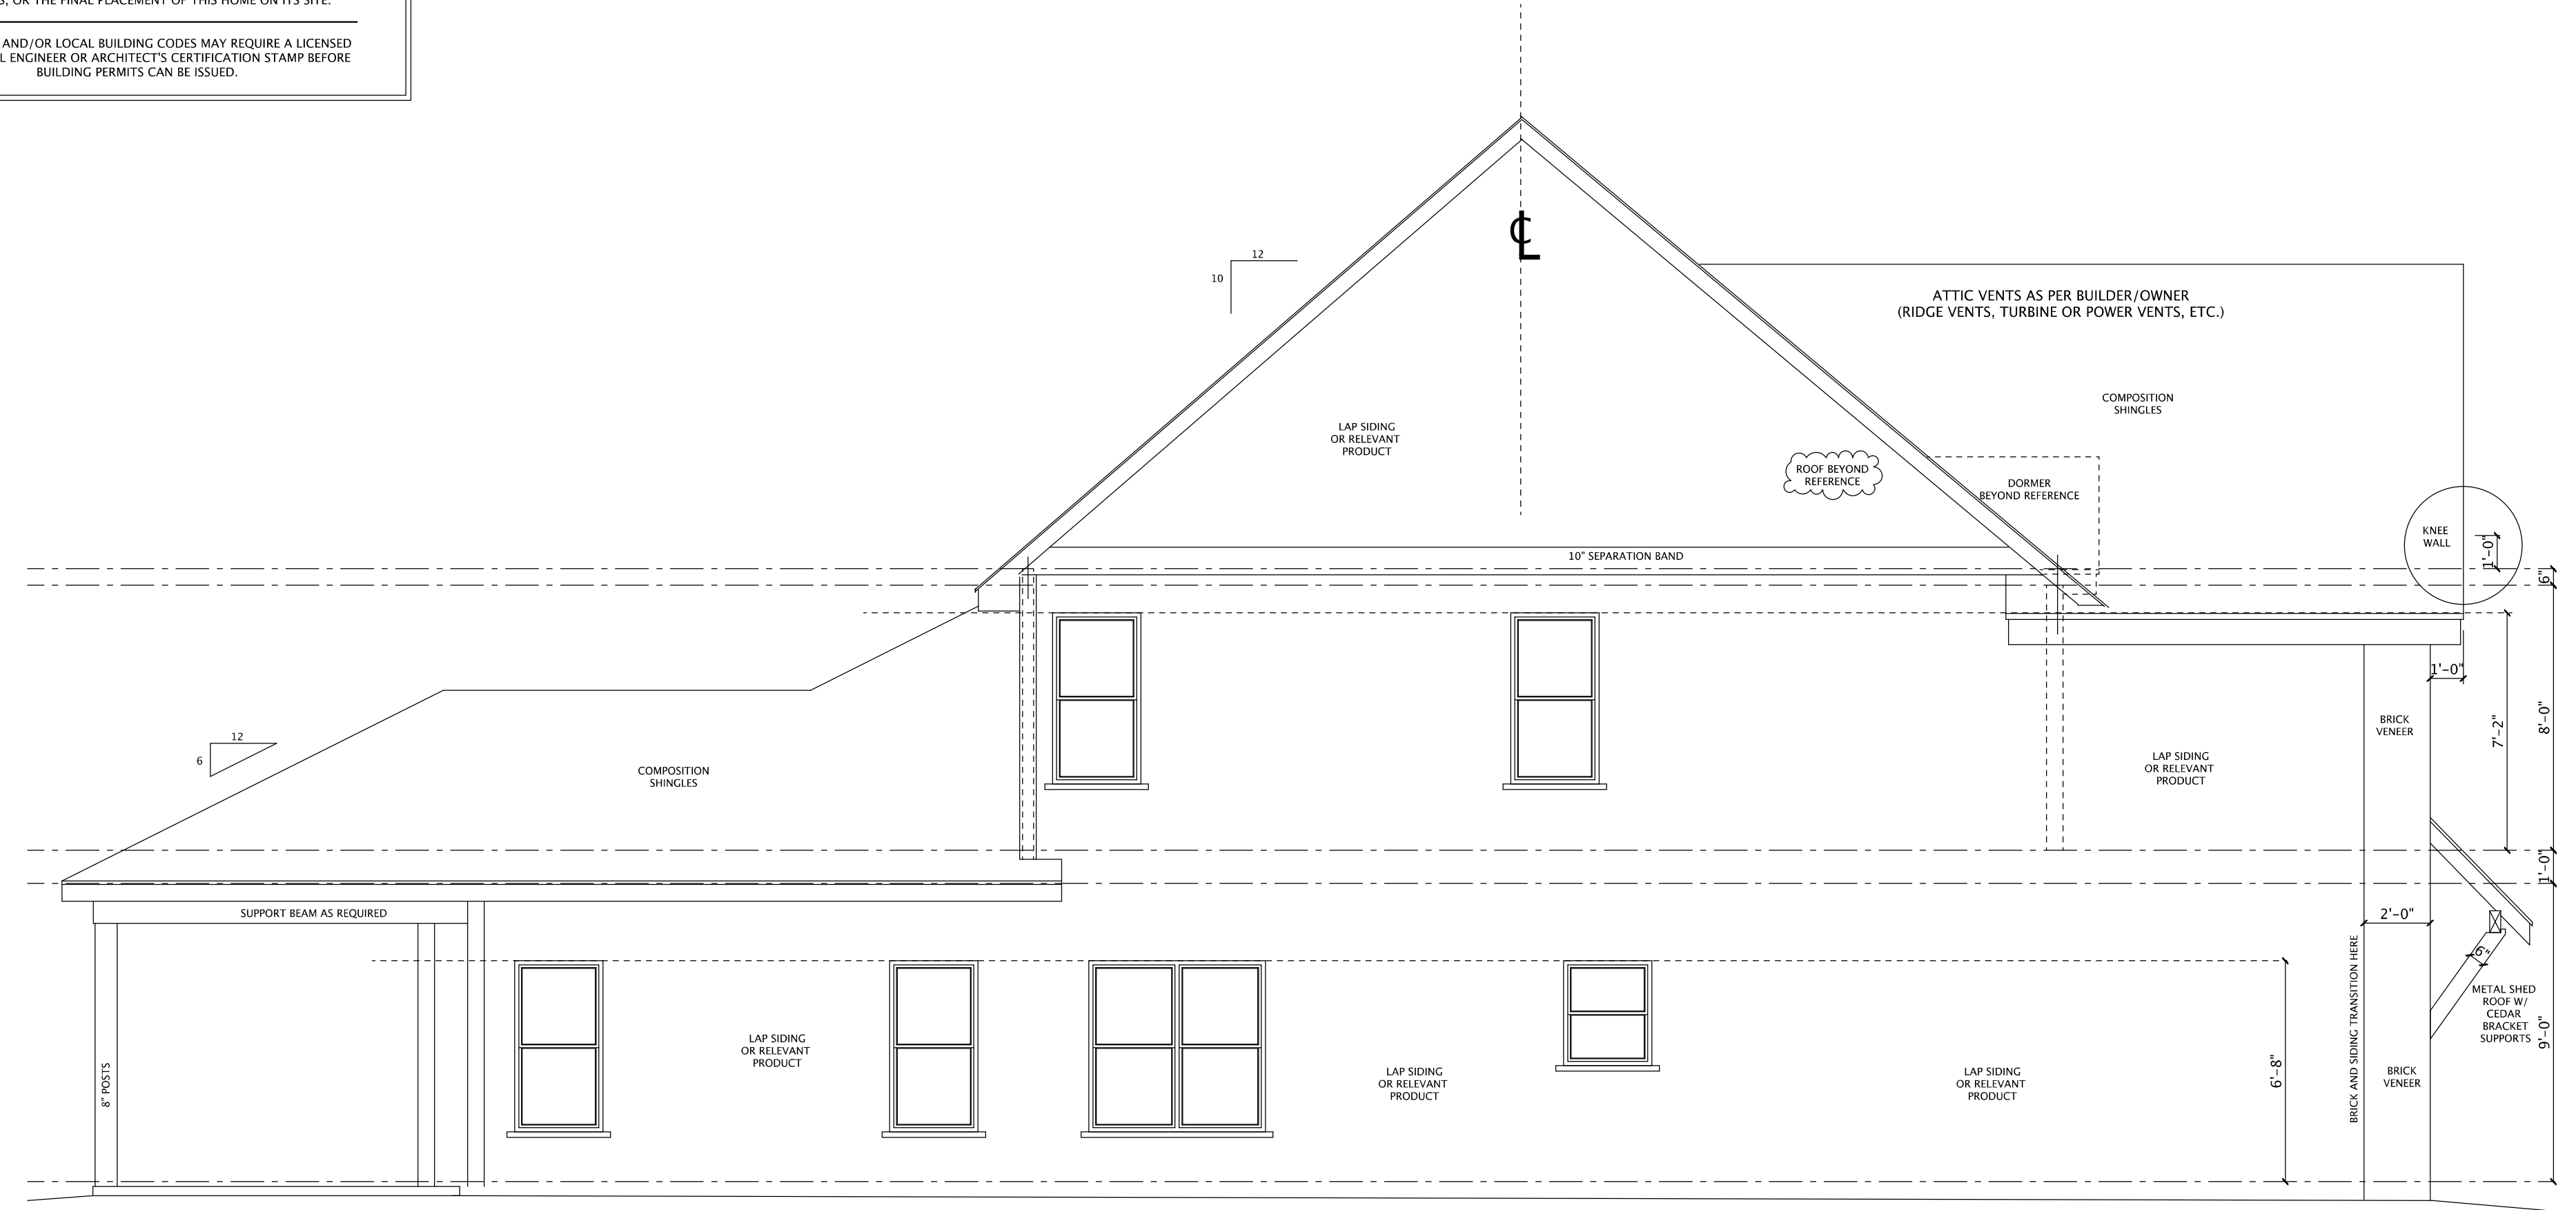 S, OR THE FINAL PLACEMENT OF THIS HOME ON ITS SITE.
AND/OR LOCAL BUILDING CODES MAY REQUIRE A LICENSED
L ENGINEER OR ARCHITECT'S CERTIFICATION STAMP BEFORE
BUILDING PERMITS CAN BE ISSUED.
℄
12
10
ATTIC VENTS AS PER BUILDER/OWNER
(RIDGE VENTS, TURBINE OR POWER VENTS, ETC.)
COMPOSITION
SHINGLES
LAP SIDING
OR RELEVANT
PRODUCT
ROOF BEYOND
REFERENCE
DORMER
BEYOND REFERENCE
KNEE
WALL
1'-0"
10" SEPARATION BAND
6"
1'-0"
12
6
COMPOSITION
SHINGLES
BRICK
VENEER
7'-2"
8'-0"
LAP SIDING
OR RELEVANT
PRODUCT
1'-0"
SUPPORT BEAM AS REQUIRED
2'-0"
6"
BRICK AND SIDING TRANSITION HERE
METAL SHED
ROOF W/
CEDAR
BRACKET
SUPPORTS
9'-0"
LAP SIDING
OR RELEVANT
PRODUCT
8" POSTS
LAP SIDING
OR RELEVANT
PRODUCT
LAP SIDING
OR RELEVANT
PRODUCT
6'-8"
BRICK
VENEER